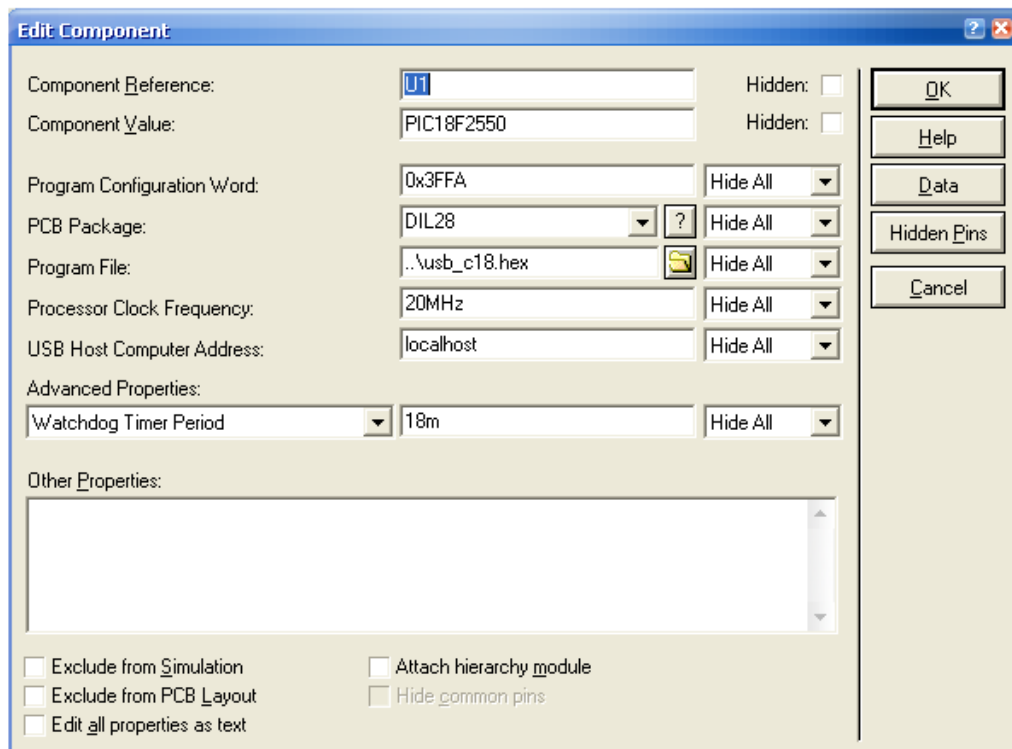 Edit Component
Component Reference: U1 Hidden: OK
Component Value: PIC18F2550 Hidden: Help
Program Configuration Word: 0x3FFA Hide All Data
PCB Package: DIL28 ? Hide All Hidden Pins
Program File: ..\usb_c18.hex Hide All
Processor Clock Frequency: 20MHz Hide All Cancel
USB Host Computer Address: localhost Hide All
Advanced Properties:
Watchdog Timer Period 18m Hide All
Other Properties:
Exclude from Simulation Attach hierarchy module
Exclude from PCB Layout Hide common pins
Edit all properties as text